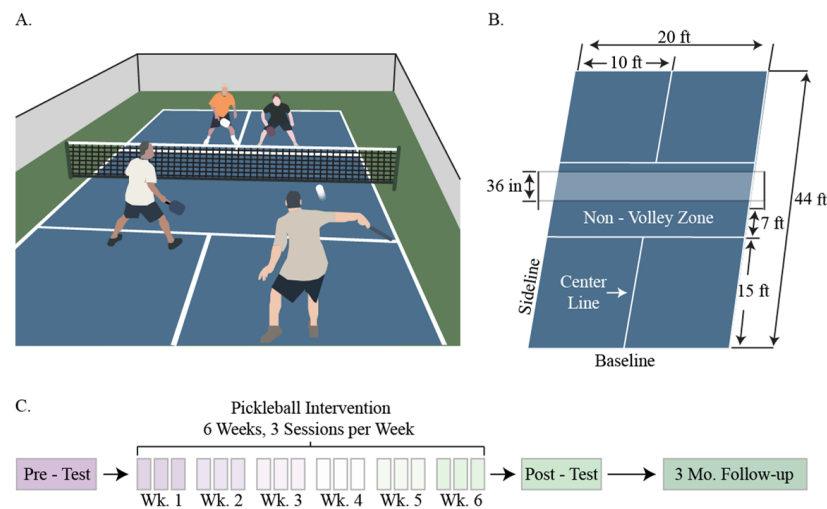 A.
B.
20 ft
10 ft
36 in
Non - Volley Zone
7 ft
44 ft
Sideline
Center
Line
15 ft
Baseline
C.
Pickleball Intervention
6 Weeks, 3 Sessions per Week
Pre - Test
Wk. 1
Wk. 2
Wk. 3
Wk. 4
Wk. 5
Wk. 6
Post - Test
3 Mo. Follow-up